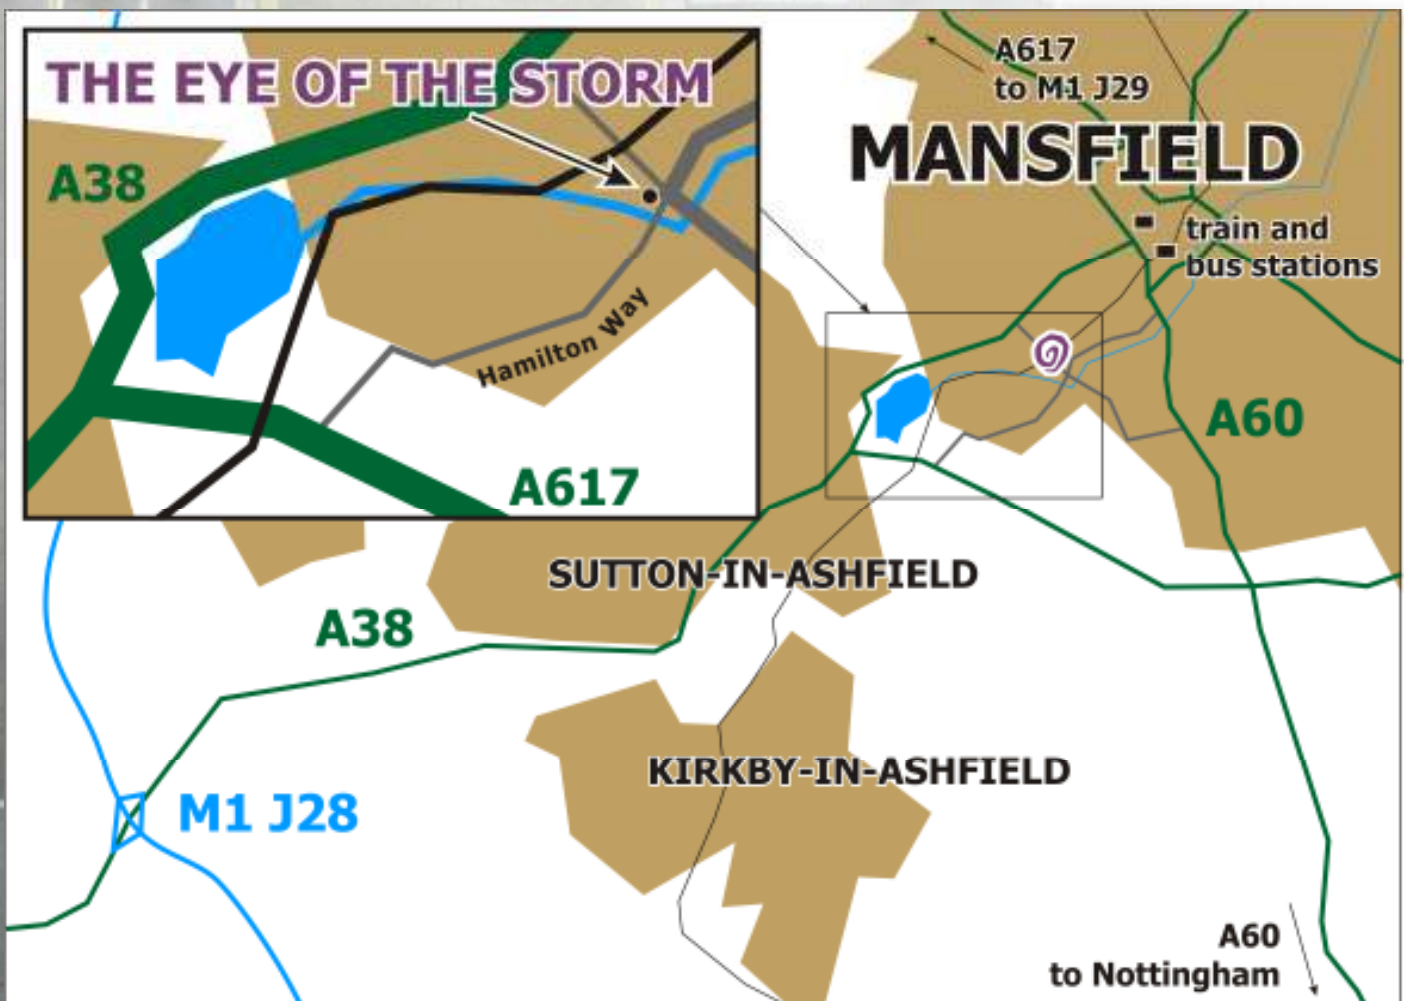 THE EYE OF THE STORM
A38
Hamilton Way
A617
A617
to M1 J29
MANSFIELD
train and
bus stations
A60
SUTTON-IN-ASHFIELD
A38
KIRKBY-IN-ASHFIELD
M1 J28
A60
to Nottingham